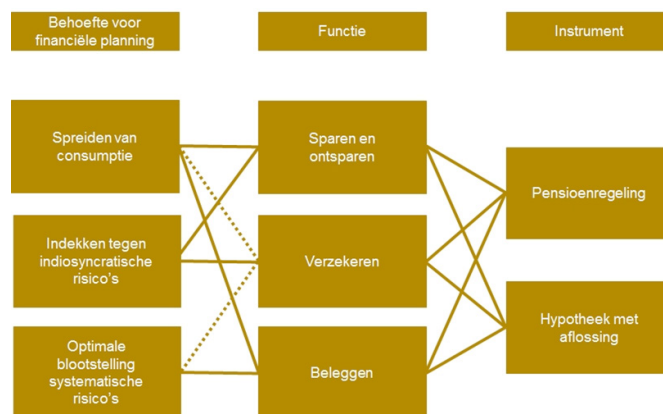 Behoefte voor
financiële planning
Functie
Instrument
Spreiden van
consumptie
Sparen en
ontsparen
Pensioenregeling
Indekken tegen
indiosyncratische
risico's
Verzekeren
Hypotheek met
aflossing
Optimale
blootstelling
systematische
risico's
Beleggen